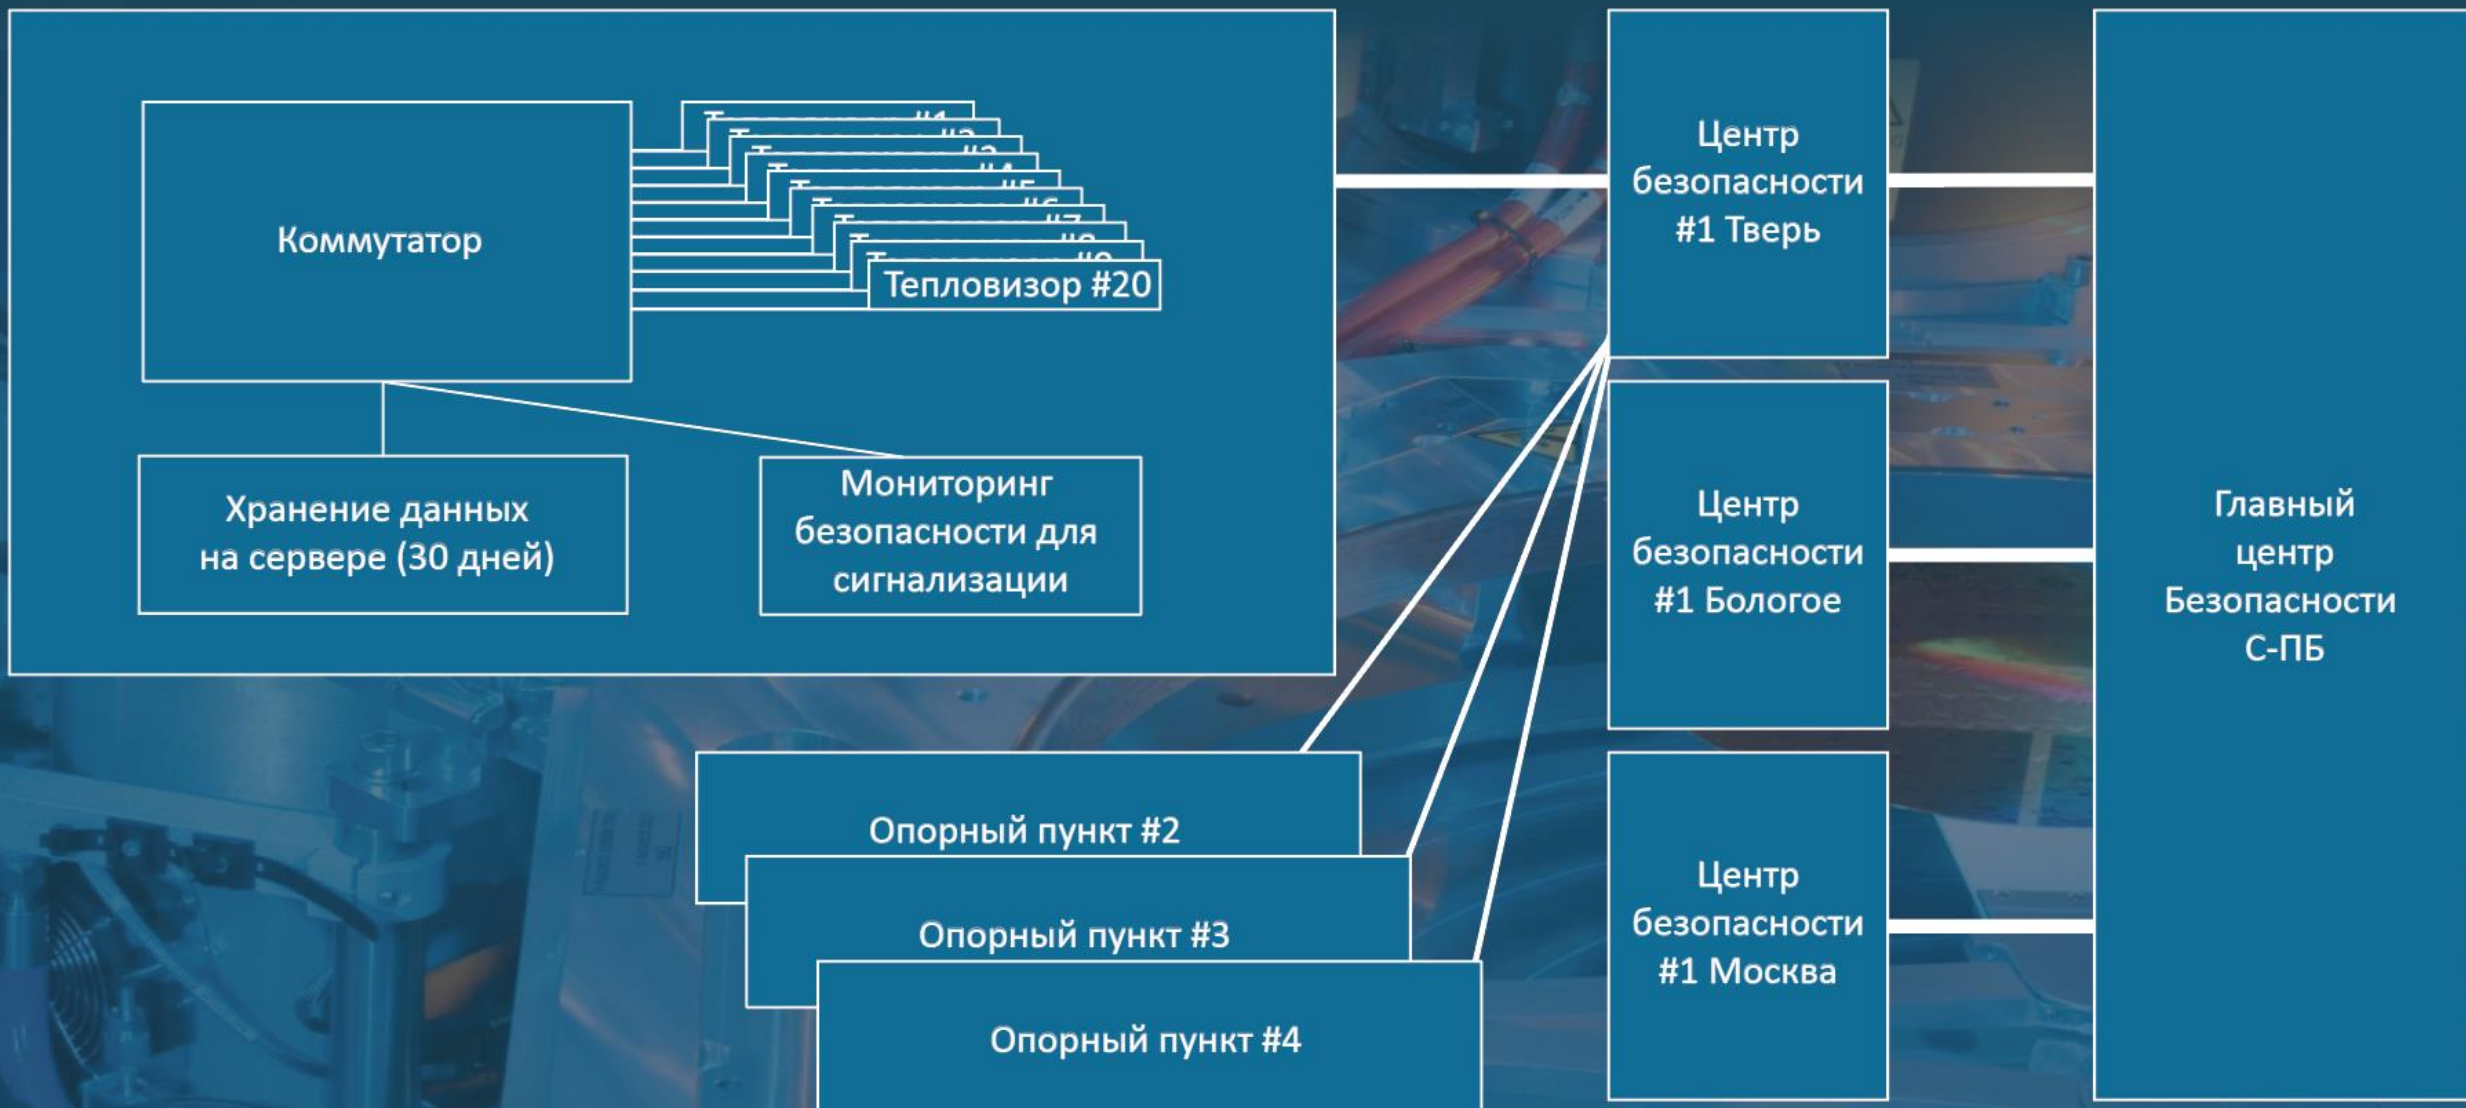 Коммутатор
Тепловизор #20
Хранение данных
на сервере (30 дней)
Мониторинг
безопасности для
сигнализации
Опорный пункт #2
Опорный пункт #3
Опорный пункт #4
Центр
безопасности
#1 Тверь
Центр
безопасности
#1 Бологое
Центр
безопасности
#1 Москва
Главный
центр
Безопасности
С-ПБ